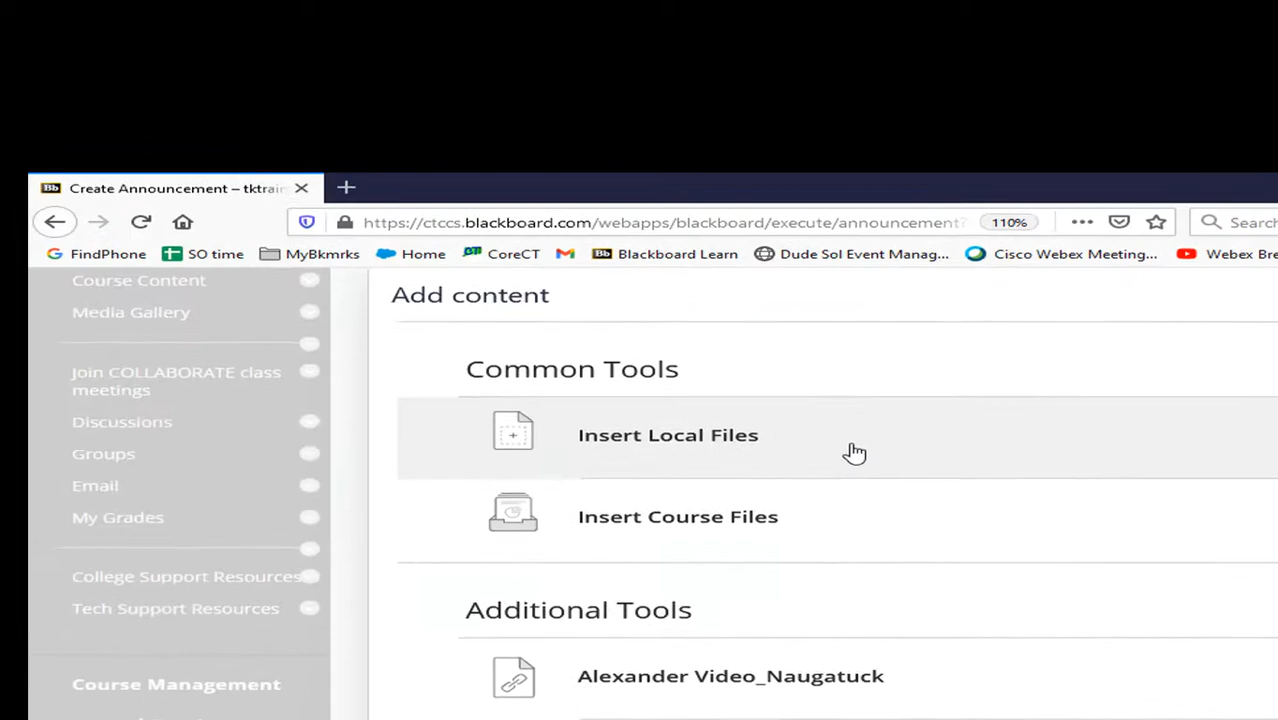 Bb Create Announcement – tktrain
https://ctccs.blackboard.com/webapps/blackboard/execute/announcement? 110% Search
FindPhone SO time MyBkmrks Home CoreCT Bb Blackboard Learn Dude Sol Event Manag... Cisco Webex Meeting... Webex Bre
Course Content
Media Gallery
Join COLLABORATE class
meetings
Discussions
Groups
Email
My Grades
College Support Resources
Tech Support Resources
Course Management
Add content
Common Tools
Insert Local Files
Insert Course Files
Additional Tools
Alexander Video_Naugatuck